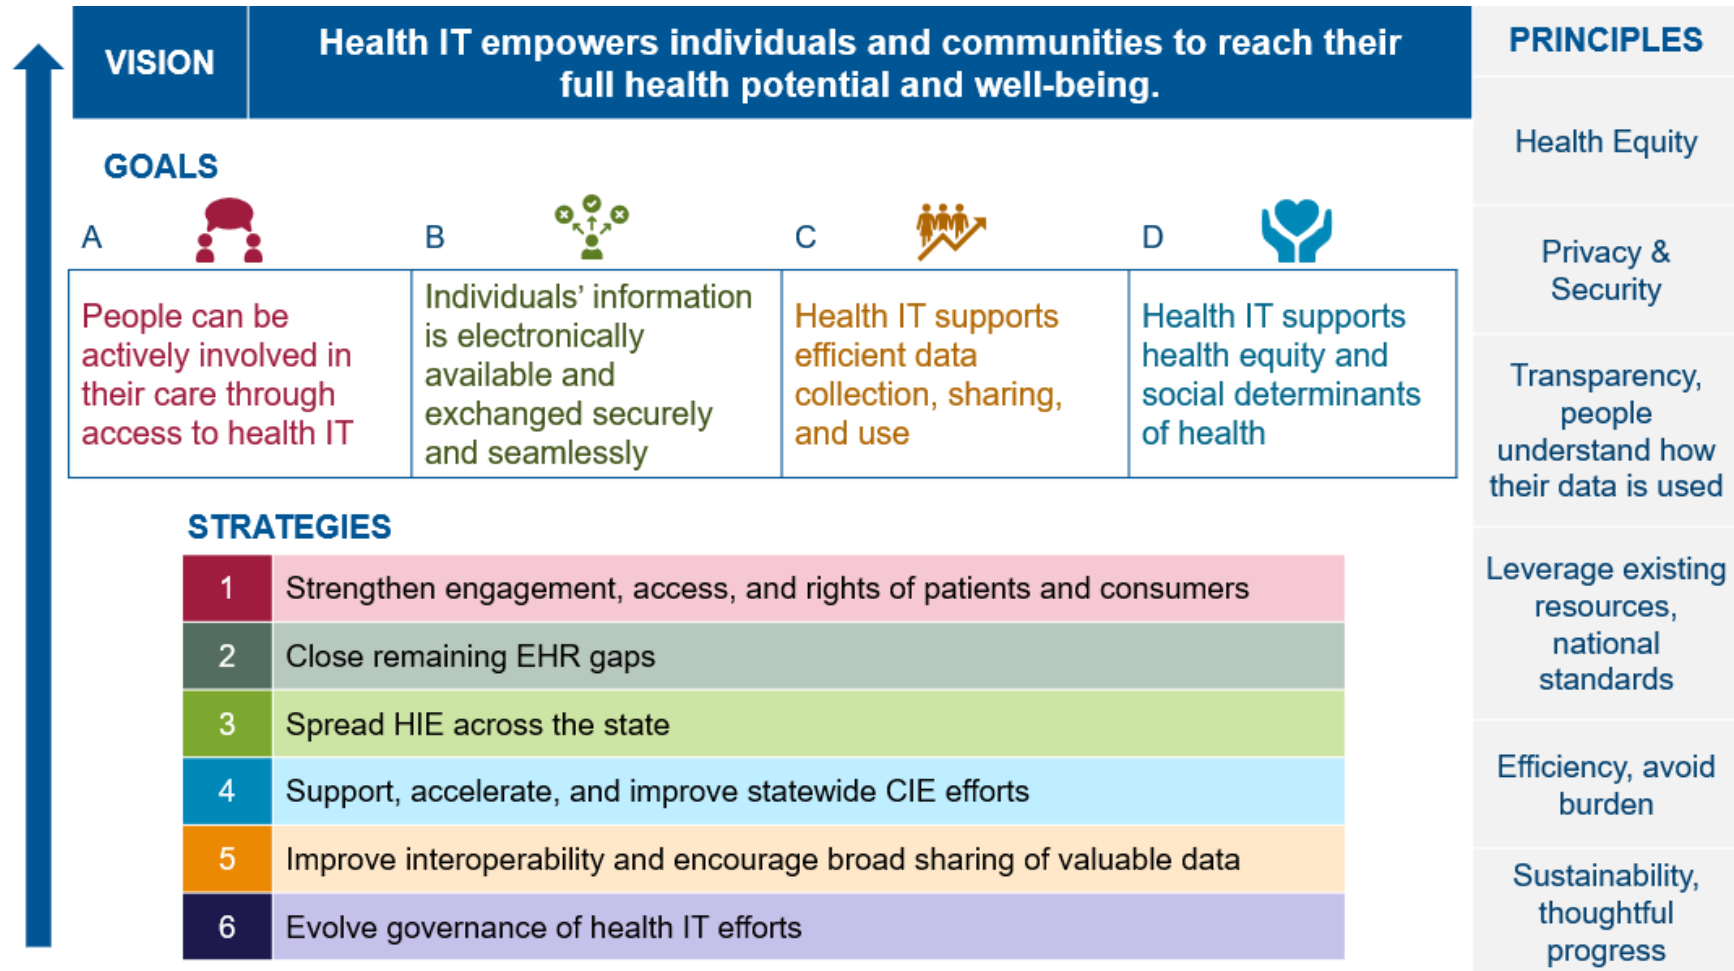 VISION
Health IT empowers individuals and communities to reach their
full health potential and well-being.
GOALS
A
People can be
actively involved in
their care through
access to health IT
B
Individuals’ information
is electronically
available and
exchanged securely
and seamlessly
C
Health IT supports
efficient data
collection, sharing,
and use
D
Health IT supports
health equity and
social determinants
of health
STRATEGIES
1 Strengthen engagement, access, and rights of patients and consumers
2 Close remaining EHR gaps
3 Spread HIE across the state
4 Support, accelerate, and improve statewide CIE efforts
5 Improve interoperability and encourage broad sharing of valuable data
6 Evolve governance of health IT efforts
PRINCIPLES
Health Equity
Privacy &
Security
Transparency,
people
understand how
their data is used
Leverage existing
resources,
national
standards
Efficiency, avoid
burden
Sustainability,
thoughtful
progress